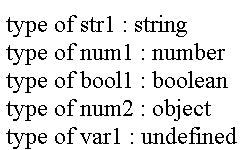 type of str1 : string
type of num1 : number
type of bool1 : boolean
type of num2 : object
type of var1 : undefined